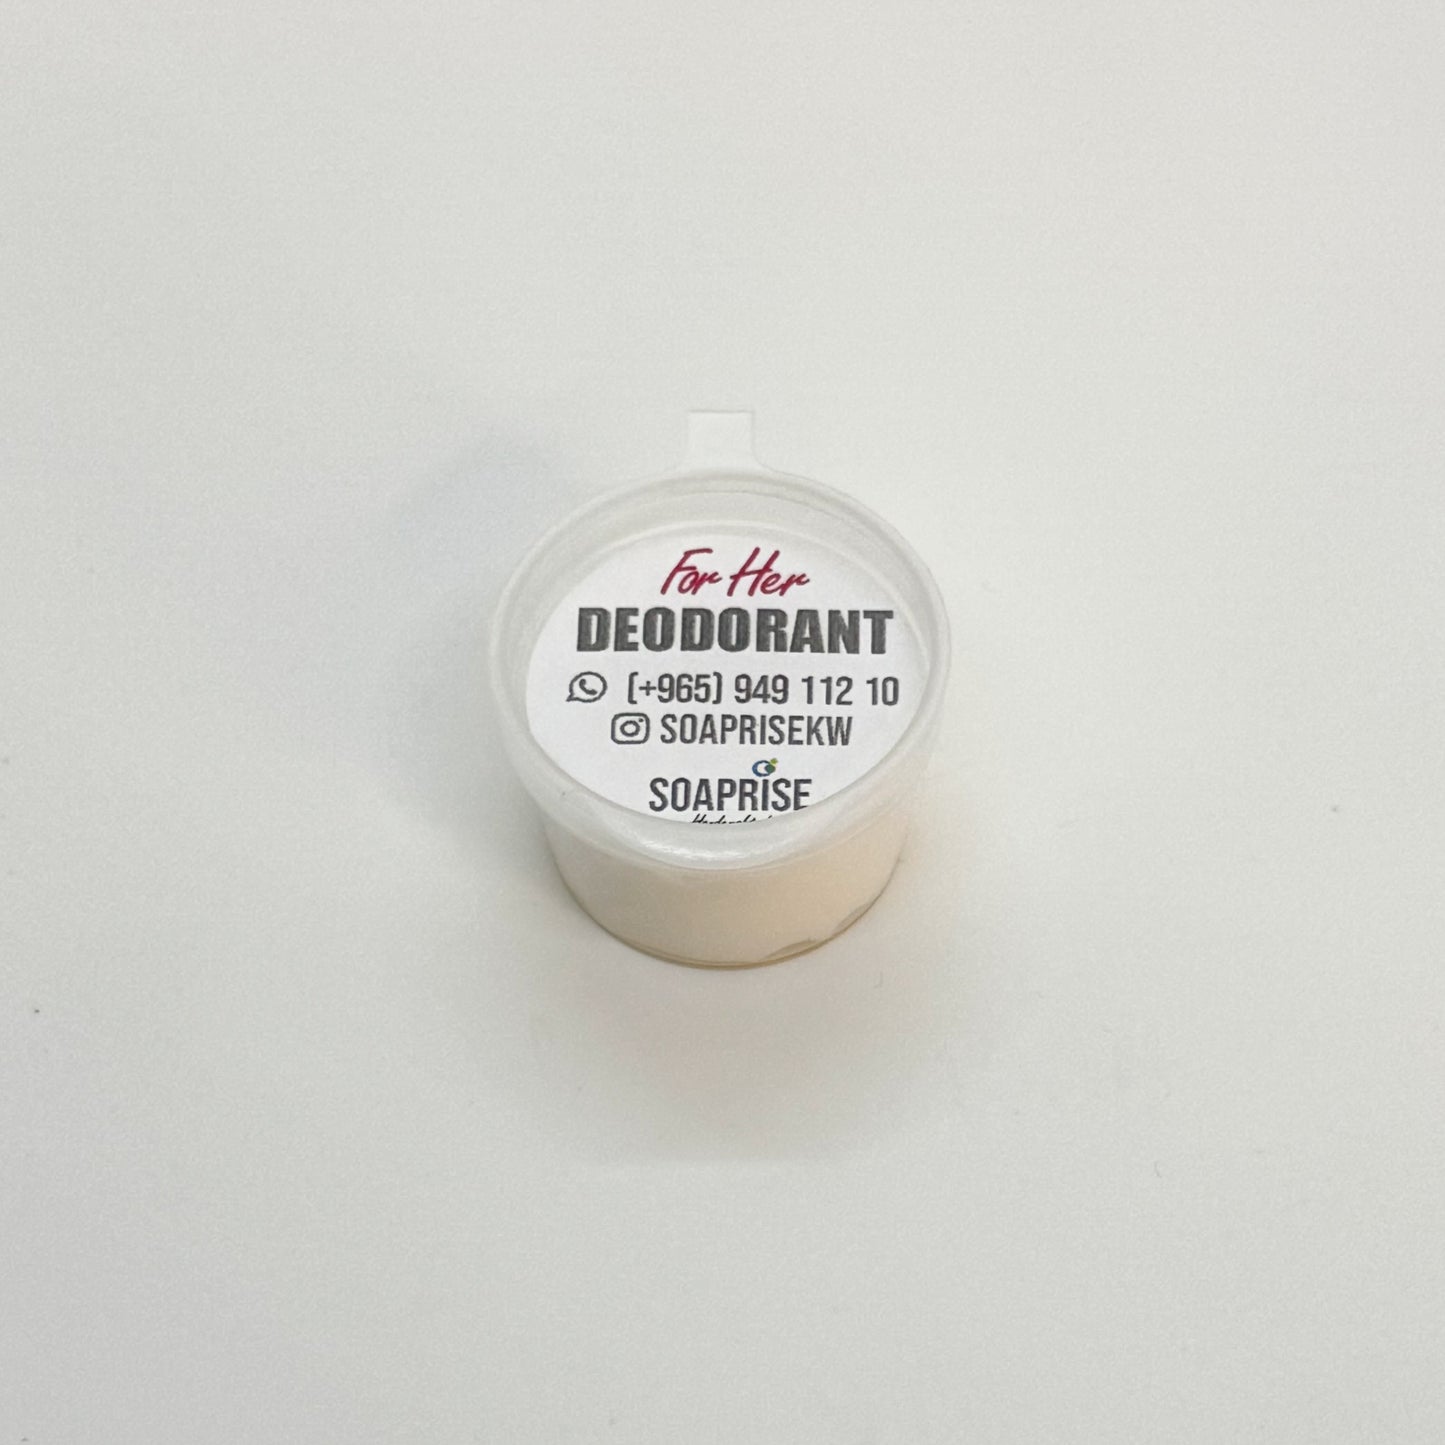 For Her
DEODORANT
(+965) 949 112 10
SOAPRISEKW
SOAPRISE